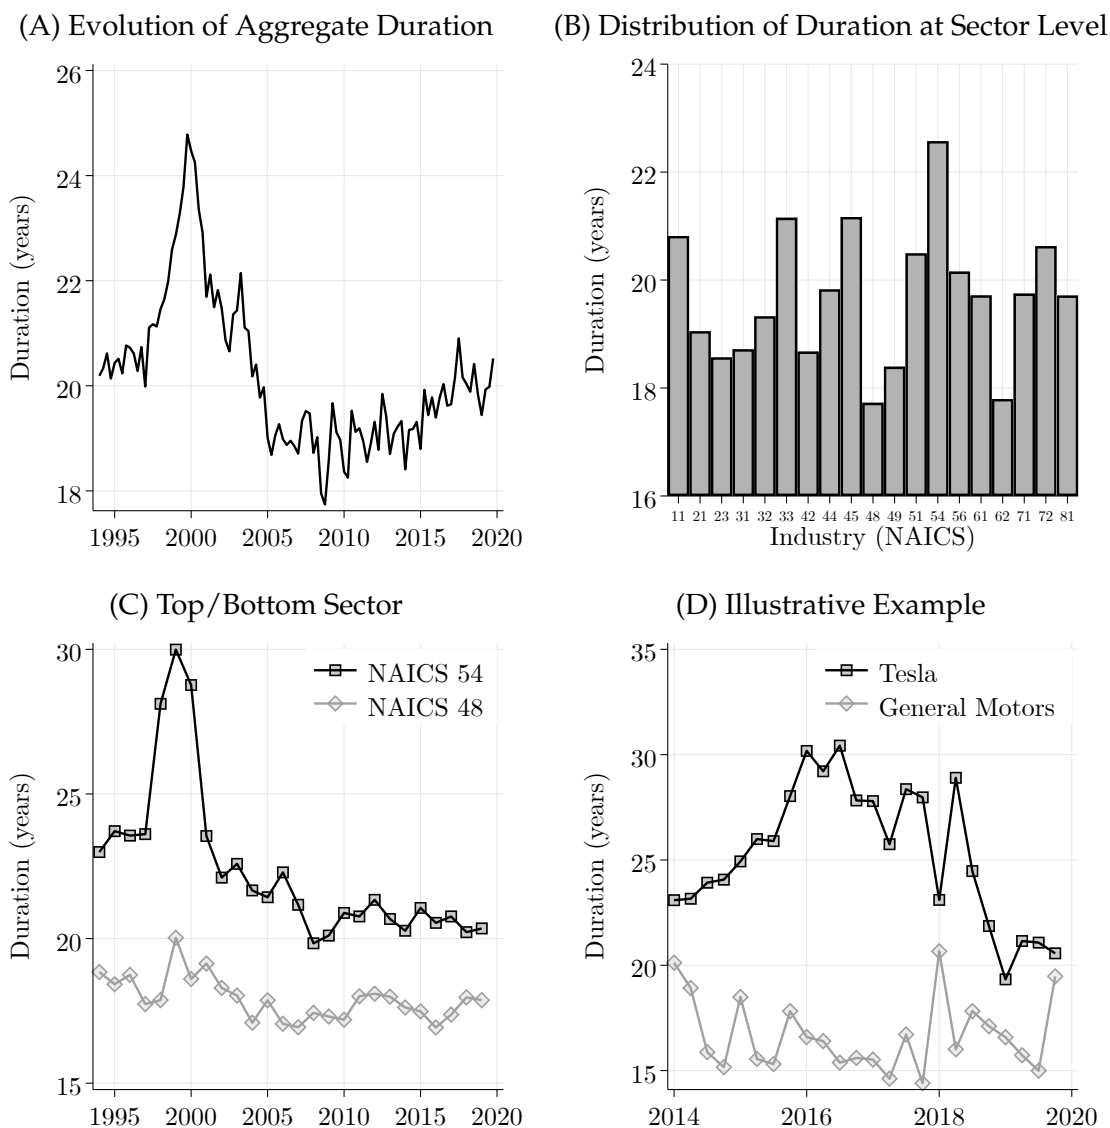 (A) Evolution of Aggregate Duration
Duration (years)
26
24
22
20
18
1995 2000 2005 2010 2015 2020
(B) Distribution of Duration at Sector Level
Duration (years)
24
22
20
18
16
11 21 23 31 32 33 42 44 45 48 49 51 54 56 61 62 71 72 81
Industry (NAICS)
(C) Top/Bottom Sector
Duration (years)
30
25
20
15
NAICS 54
NAICS 48
1995 2000 2005 2010 2015 2020
(D) Illustrative Example
Duration (years)
35
30
25
20
15
Tesla
General Motors
2014 2016 2018 2020